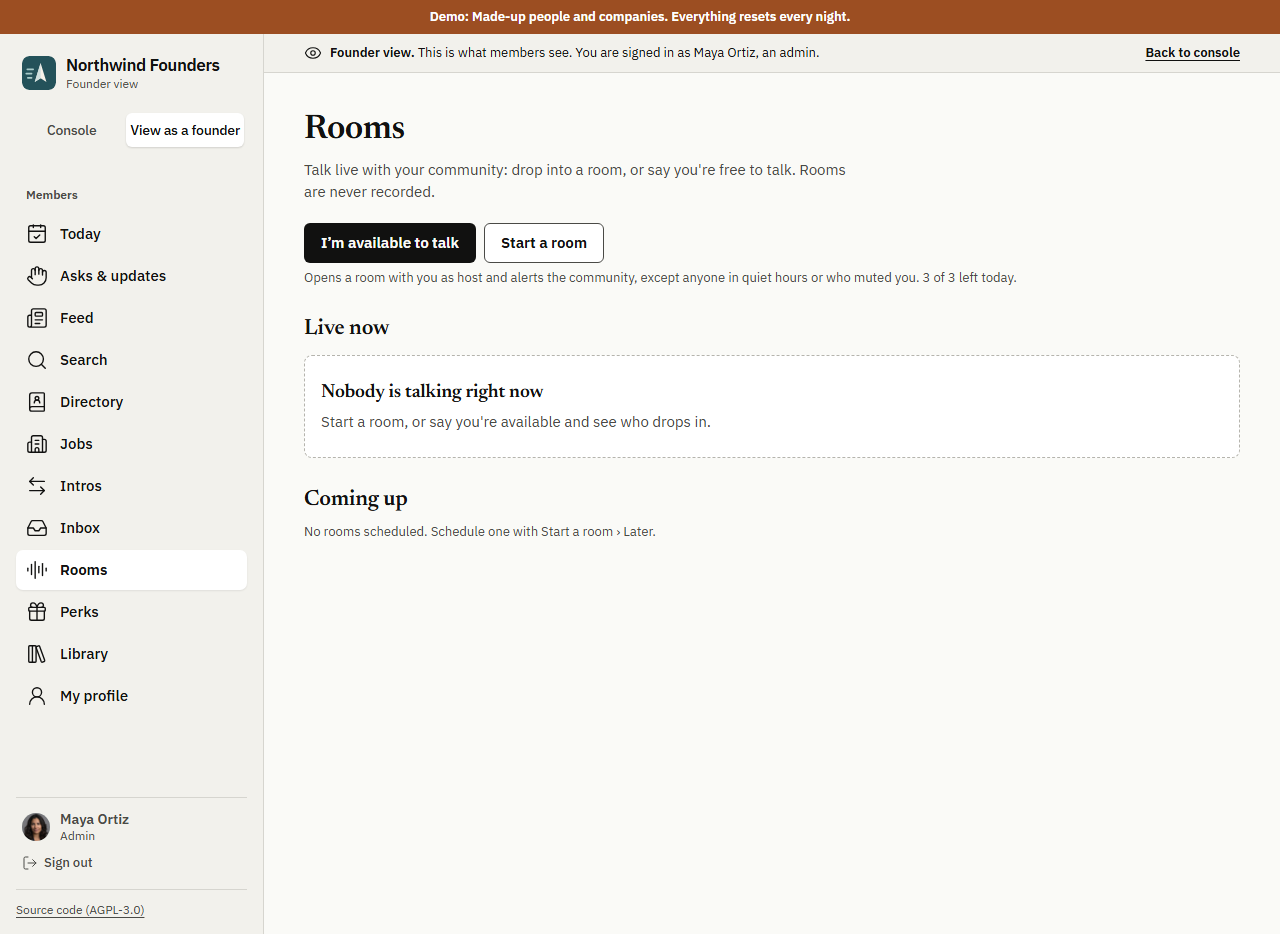 Demo: Made-up people and companies. Everything resets every night.
Northwind Founders
Founder view
Console
View as a founder
Members
Today
Asks & updates
Feed
Search
Directory
Jobs
Intros
Inbox
Rooms
Perks
Library
My profile
Maya Ortiz
Admin
Sign out
Source code (AGPL-3.0)
Founder view. This is what members see. You are signed in as Maya Ortiz, an admin.
Back to console
Rooms
Talk live with your community: drop into a room, or say you're free to talk. Rooms
are never recorded.
I’m available to talk
Start a room
Opens a room with you as host and alerts the community, except anyone in quiet hours or who muted you. 3 of 3 left today.
Live now
Nobody is talking right now
Start a room, or say you're available and see who drops in.
Coming up
No rooms scheduled. Schedule one with Start a room › Later.